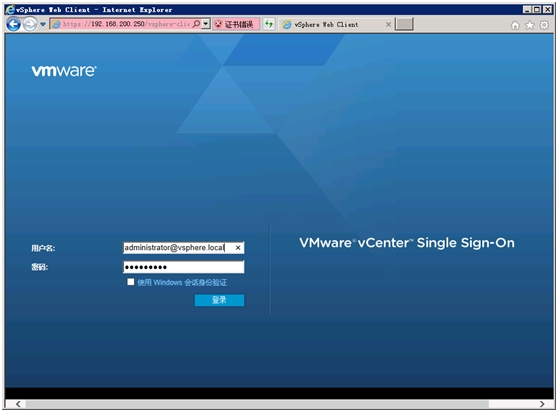 vSphere Web Client - Internet Explorer
https://192.168.200.250/vsphere-clie
证书错误
vSphere Web Client
vmware®
用户名:
administrator@vsphere.local
密码:
使用 Windows 会话身份验证
登录
VMware® vCenter™ Single Sign-On